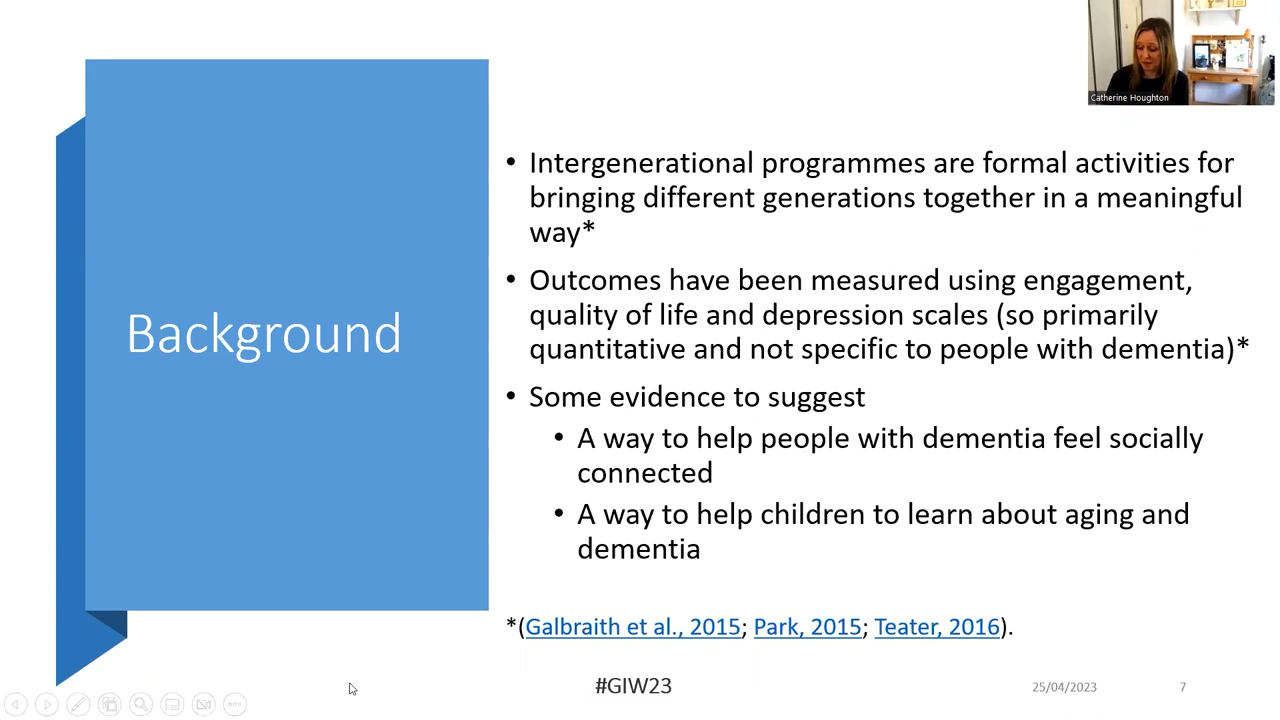 Catherine Houghton
Background
• Intergenerational programmes are formal activities for
bringing different generations together in a meaningful
way*
• Outcomes have been measured using engagement,
quality of life and depression scales (so primarily
quantitative and not specific to people with dementia)*
• Some evidence to suggest
• A way to help people with dementia feel socially
connected
• A way to help children to learn about aging and
dementia
*(Galbraith et al., 2015; Park, 2015; Teater, 2016).
#GIW23
25/04/2023
7